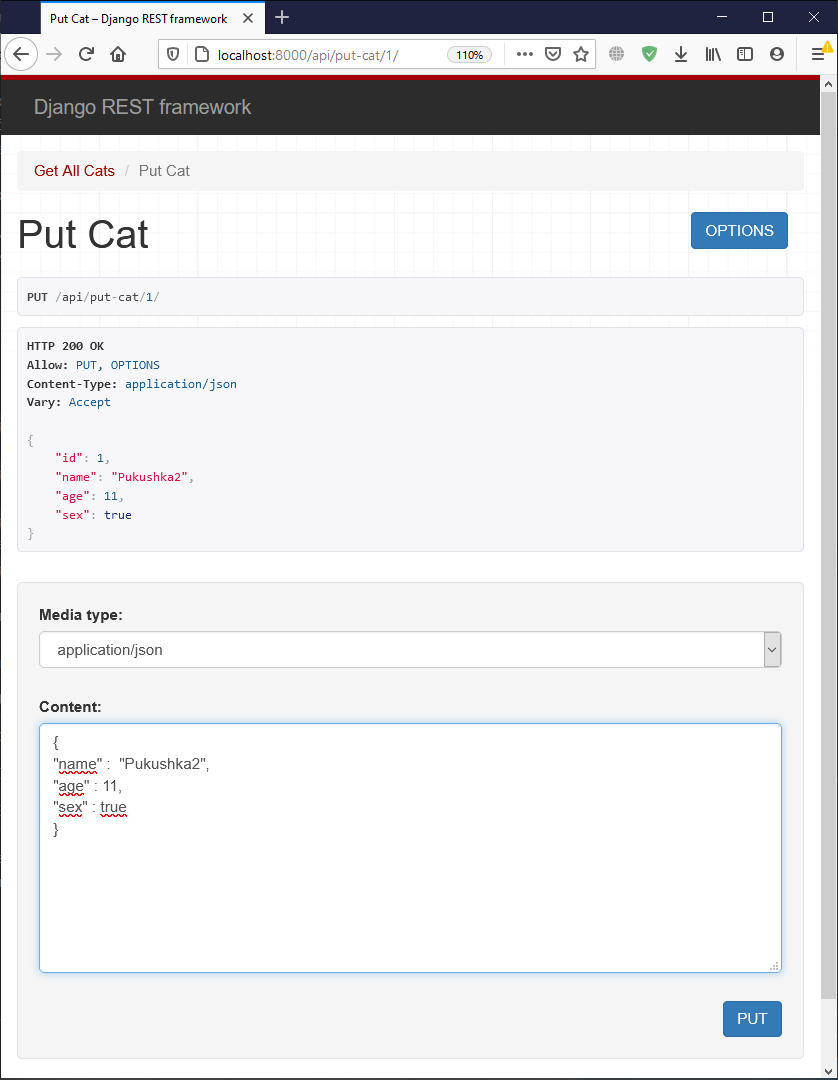 Put Cat – Django REST framework
localhost:8000/api/put-cat/1/
110%
Django REST framework
Get All Cats / Put Cat
Put Cat
OPTIONS
PUT /api/put-cat/1/
HTTP 200 OK
Allow: PUT, OPTIONS
Content-Type: application/json
Vary: Accept
{
"id": 1,
"name": "Pukushka2",
"age": 11,
"sex": true
}
Media type:
application/json
Content:
{
"name" :  "Pukushka2",
"age" : 11,
"sex" : true
}
PUT